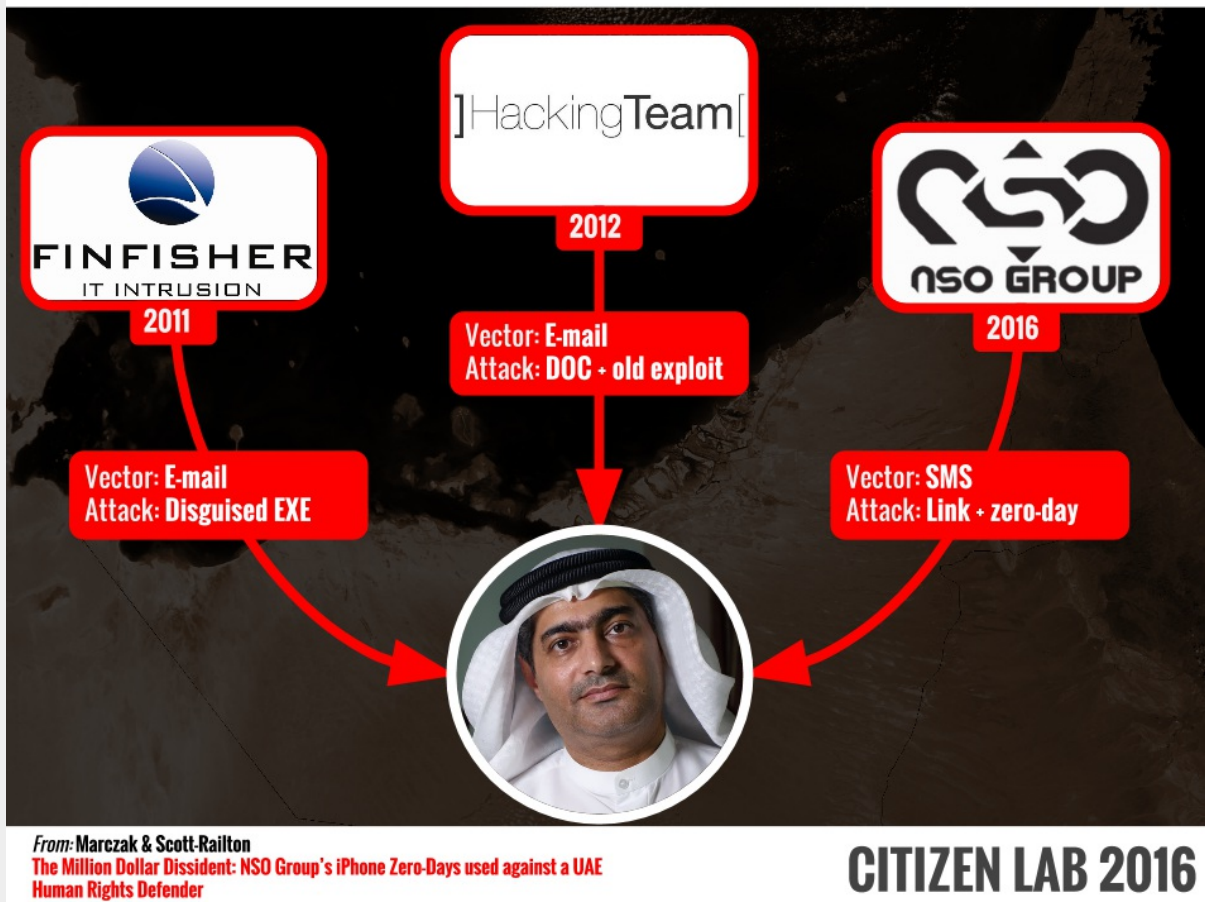 ]HackingTeam[
2012
FINFISHER
IT INTRUSION
2011
NSO
NSO GROUP
2016
Vector: E-mail
Attack: DOC + old exploit
Vector: E-mail
Attack: Disguised EXE
Vector: SMS
Attack: Link + zero-day
From: Marczak & Scott-Railton
The Million Dollar Dissident: NSO Group's iPhone Zero-Days used against a UAE
Human Rights Defender
CITIZEN LAB 2016